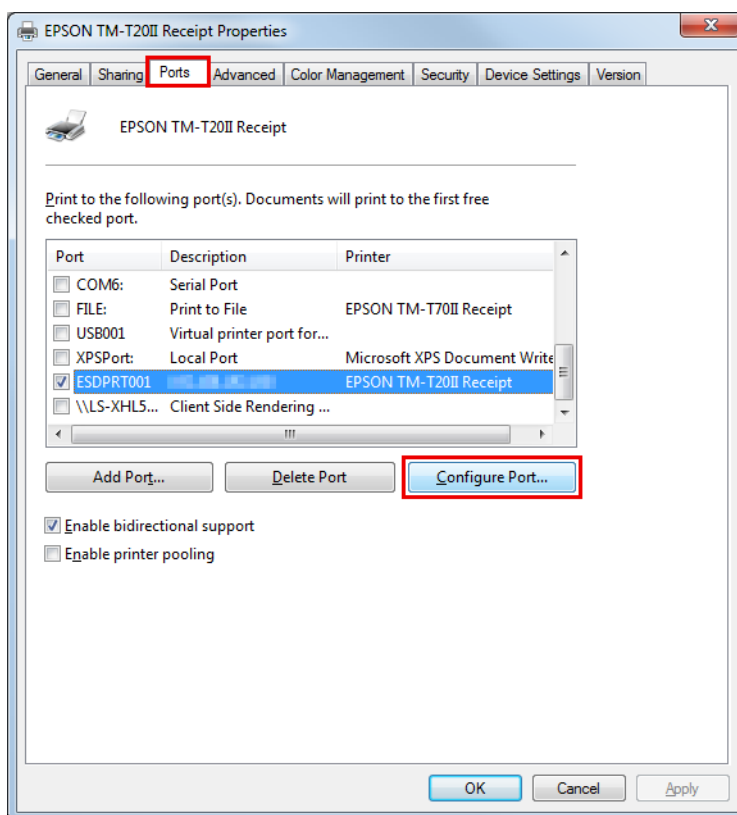 EPSON TM-T20II Receipt Properties
General Sharing Ports Advanced Color Management Security Device Settings Version
EPSON TM-T20II Receipt
Print to the following port(s). Documents will print to the first free
checked port.
Port Description Printer
COM6: Serial Port
FILE: Print to File EPSON TM-T70II Receipt
USB001 Virtual printer port for...
XPSPort: Local Port Microsoft XPS Document Write
ESDPRT001 EPSON TM-T20II Receipt
\\LS-XHL5... Client Side Rendering ...
Add Port... Delete Port Configure Port...
Enable bidirectional support
Enable printer pooling
OK Cancel Apply